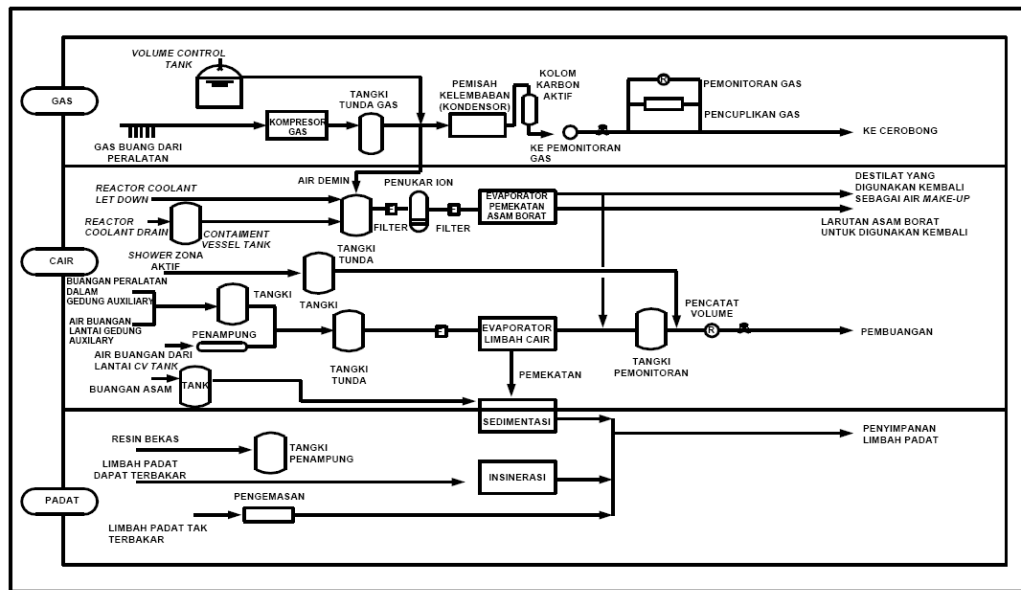 VOLUME CONTROL
TANK
GAS
TANGKI
TUNDA GAS
PEMISAH
KELEMBABAN
(KONDENSOR)
KOLOM
KARBON
AKTIF
R
PEMONITORAN GAS
PENCUPLIKAN GAS
KOMPRESOR
GAS
GAS BUANG DARI
PERALATAN
KE PEMONITORAN
GAS
KE CEROBONG
CAIR
REACTOR COOLANT
LET DOWN
AIR DEMIN
PENUKAR ION
REACTOR
COOLANT DRAIN
CONTAIMENT
VESSEL TANK
F
FILTER
F
FILTER
EVAPORATOR
PEMEKATAN
ASAM BORAT
DESTILAT YANG
DIGUNAKAN KEMBALI
SEBAGAI AIR MAKE-UP
LARUTAN ASAM BORAT
UNTUK DIGUNAKAN KEMBALI
TANGKI
TUNDA
SHOWER ZONA
AKTIF
TANGKI
BUANGAN PERALATAN
DALAM
GEDUNG AUXILIARY
TANGKI
AIR BUANGAN
LANTAI GEDUNG
AUXILARY
PENAMPUNG
AIR BUANGAN DARI
LANTAI CV TANK
TANGKI
TUNDA
F
EVAPORATOR
LIMBAH CAIR
TANGKI
PEMONITORAN
PENCATAT
VOLUME
R
PEMBUANGAN
BUANGAN ASAM
TANK
PEMEKATAN
PADAT
SEDIMENTASI
RESIN BEKAS
TANGKI
PENAMPUNG
LIMBAH PADAT
DAPAT TERBAKAR
INSINERASI
PENGEMASAN
LIMBAH PADAT TAK
TERBAKAR
PENYIMPANAN
LIMBAH PADAT